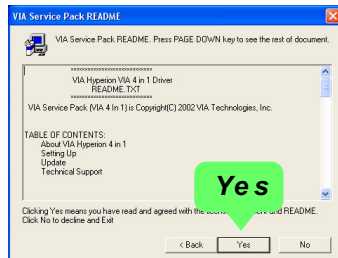 VIA Service Pack README
VIA Service Pack README. Press PAGE DOWN key to see the rest of document.
============================
VIA Hyperion VIA 4 in 1 Driver
README.TXT
============================
VIA Service Pack (VIA 4 In 1) is Copyright(C) 2002 VIA Technologies, Inc.
TABLE OF CONTENTS:
About VIA Hyperion 4 in 1
Setting Up
Update
Technical Support
Yes
Clicking Yes means you have read and agreed with the and README.
Click No to decline and Exit
< Back Yes No